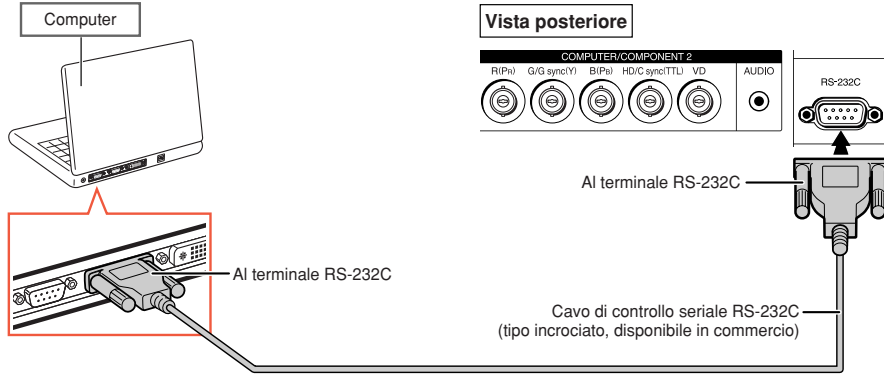 Computer
Vista posteriore
COMPUTER/COMPONENT 2
R(PR) G/G sync(Y) B(PB) HD/C sync(TTL) VD AUDIO
RS-232C
Al terminale RS-232C
Al terminale RS-232C
Cavo di controllo seriale RS-232C
(tipo incrociato, disponibile in commercio)